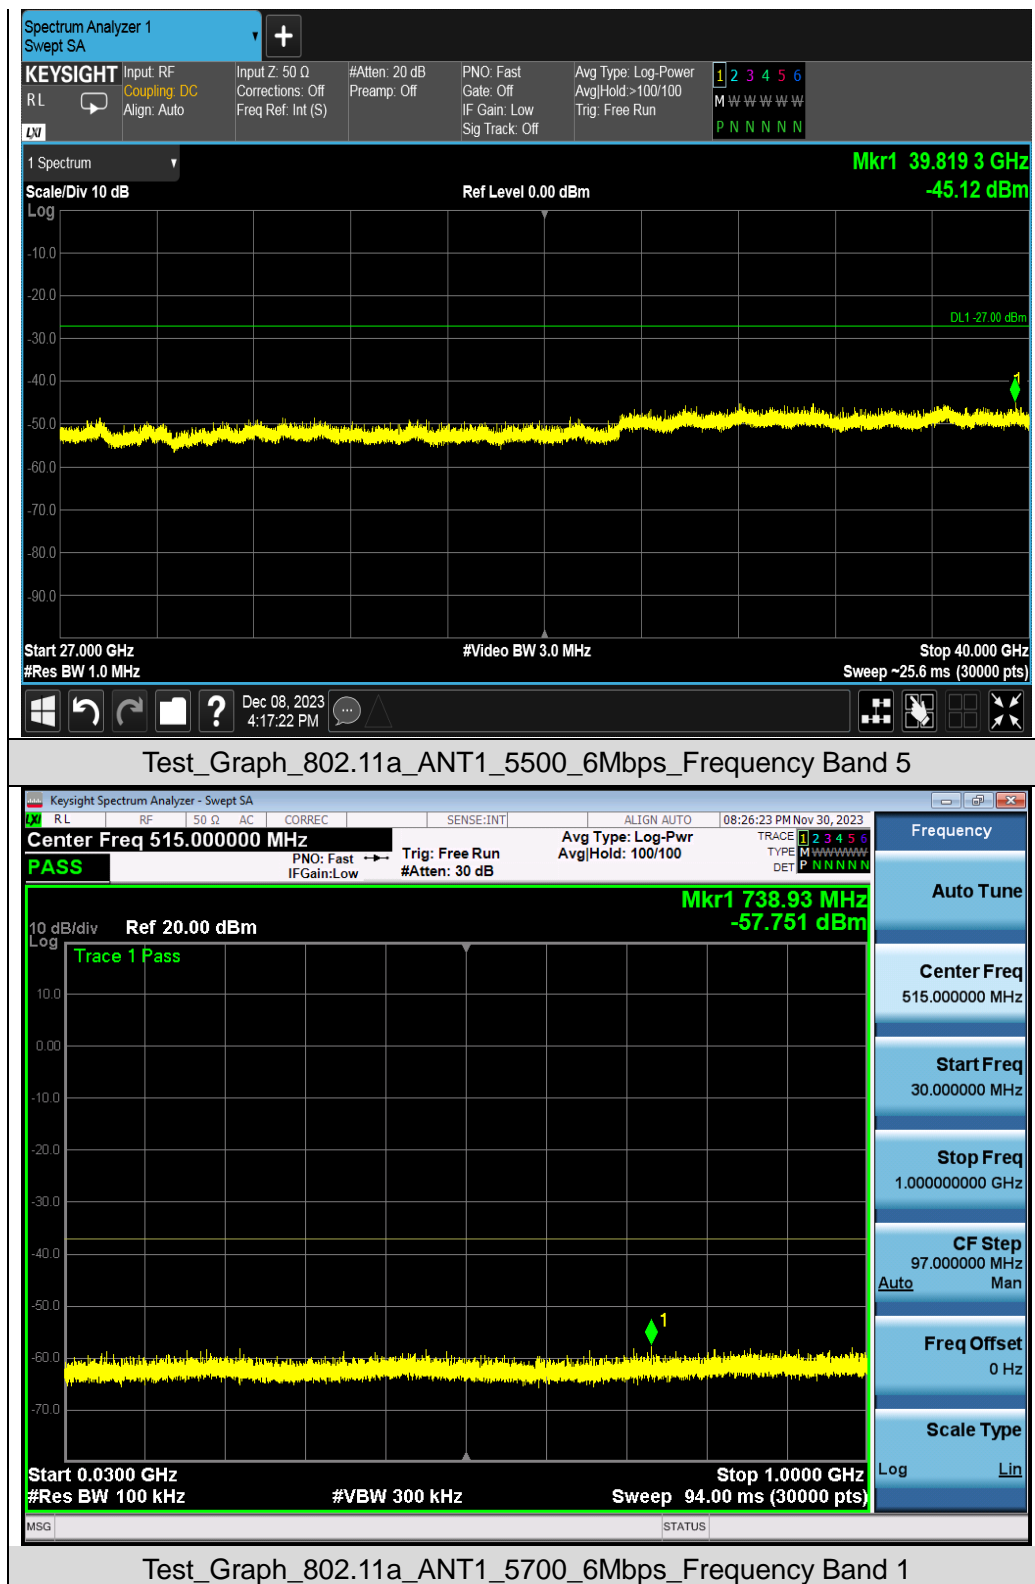 Spectrum Analyzer 1
Swept SA
KEYSIGHT Input: RF Input Z: 50 Ω #Atten: 20 dB PNO: Fast Avg Type: Log-Power 1 2 3 4 5 6
R L Coupling: DC Corrections: Off Preamp: Off Gate: Off Avg|Hold:>100/100 M W W W W W
Align: Auto Freq Ref: Int (S) IF Gain: Low Trig: Free Run
LXI Sig Track: Off P N N N N N
1 Spectrum Mkr1 39.819 3 GHz
Scale/Div 10 dB Ref Level 0.00 dBm -45.12 dBm
Log
-10.0
-20.0
DL1 -27.00 dBm
-30.0
-40.0
1
-50.0
-60.0
-70.0
-80.0
-90.0
Start 27.000 GHz #Video BW 3.0 MHz Stop 40.000 GHz
#Res BW 1.0 MHz Sweep ~25.6 ms (30000 pts)
? Dec 08, 2023
4:17:22 PM
Test_Graph_802.11a_ANT1_5500_6Mbps_Frequency Band 5
Keysight Spectrum Analyzer - Swept SA
LXI RL RF 50 Ω AC CORREC SENSE:INT ALIGN AUTO 08:26:23 PM Nov 30, 2023
Center Freq 515.000000 MHz Avg Type: Log-Pwr TRACE 1 2 3 4 5 6
PASS PNO: Fast Trig: Free Run Avg|Hold: 100/100 TYPE M WWWWW
IFGain:Low #Atten: 30 dB DET P N N N N N
Mkr1 738.93 MHz
10 dB/div Ref 20.00 dBm -57.751 dBm
Log
Trace 1 Pass
10.0
0.00
-10.0
-20.0
-30.0
-40.0
-50.0
1
-60.0
-70.0
Start 0.0300 GHz Stop 1.0000 GHz
#Res BW 100 kHz #VBW 300 kHz Sweep 94.00 ms (30000 pts)
MSG STATUS
Frequency
Auto Tune
Center Freq
515.000000 MHz
Start Freq
30.000000 MHz
Stop Freq
1.000000000 GHz
CF Step
97.000000 MHz
Auto Man
Freq Offset
0 Hz
Scale Type
Log Lin
Test_Graph_802.11a_ANT1_5700_6Mbps_Frequency Band 1